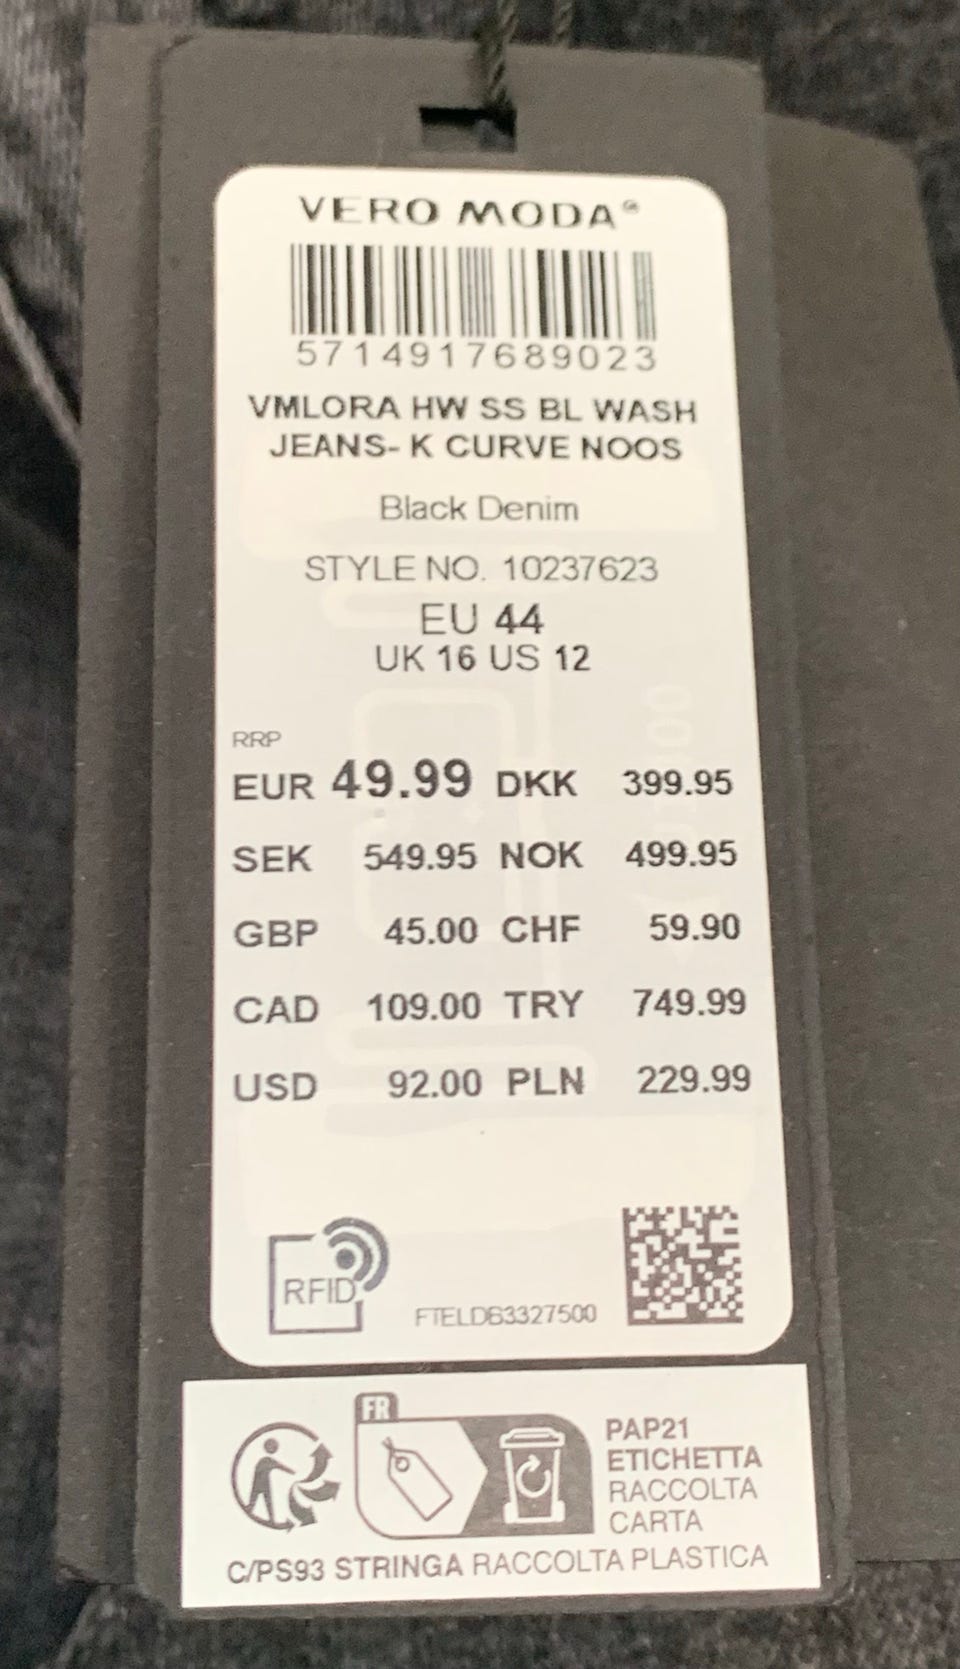 VERO MODA®
5714917689023
VMLORA HW SS BL WASH
JEANS- K CURVE NOOS
Black Denim
STYLE NO. 10237623
EU 44
UK 16 US 12
RRP
EUR 49.99 DKK 399.95
SEK 549.95 NOK 499.95
GBP 45.00 CHF 59.90
CAD 109.00 TRY 749.99
USD 92.00 PLN 229.99
RFID
FR
PAP21
ETICHETTA
RACCOLTA
CARTA
C/PS93 STRINGA RACCOLTA PLASTICA